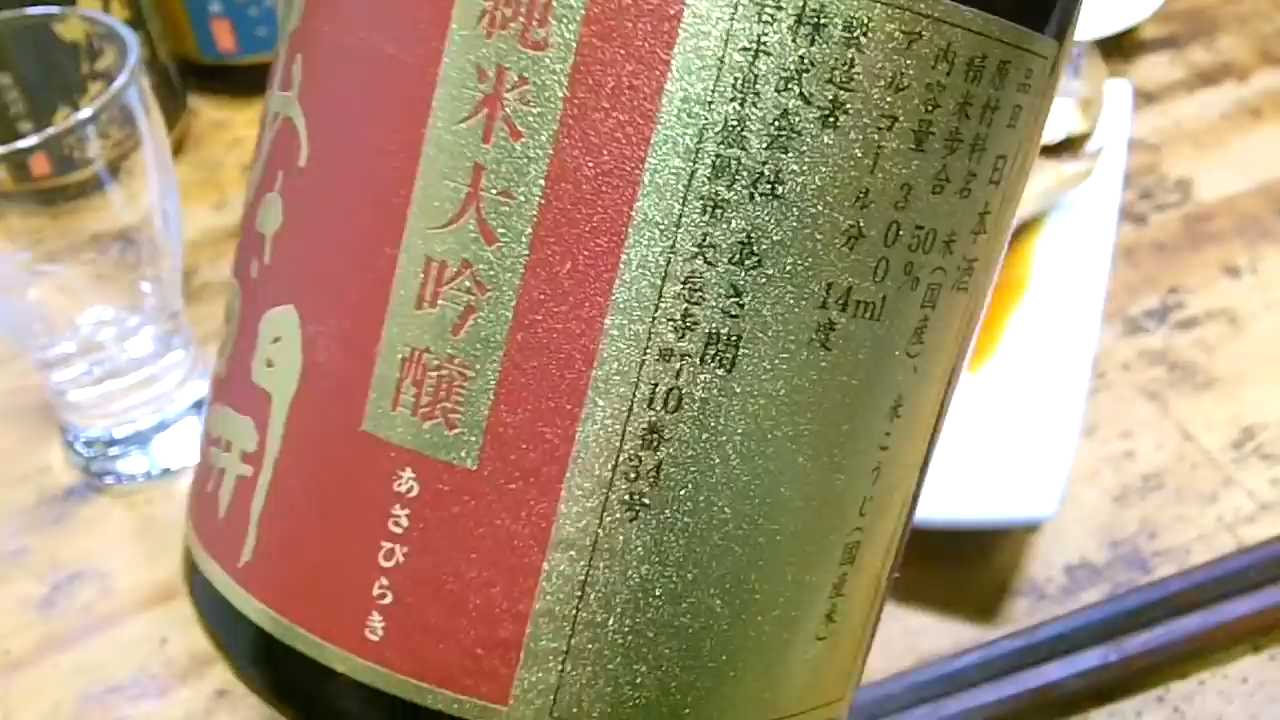 品目 日本酒
原材料名 米(国産)、米こうじ(国産米)
精米歩合 50%
内容量 300ml
アルコール分 14度
製造者
株式会社 あさ開
岩手県盛岡市大慈寺町10番34号
純米大吟醸
あさびらき
開